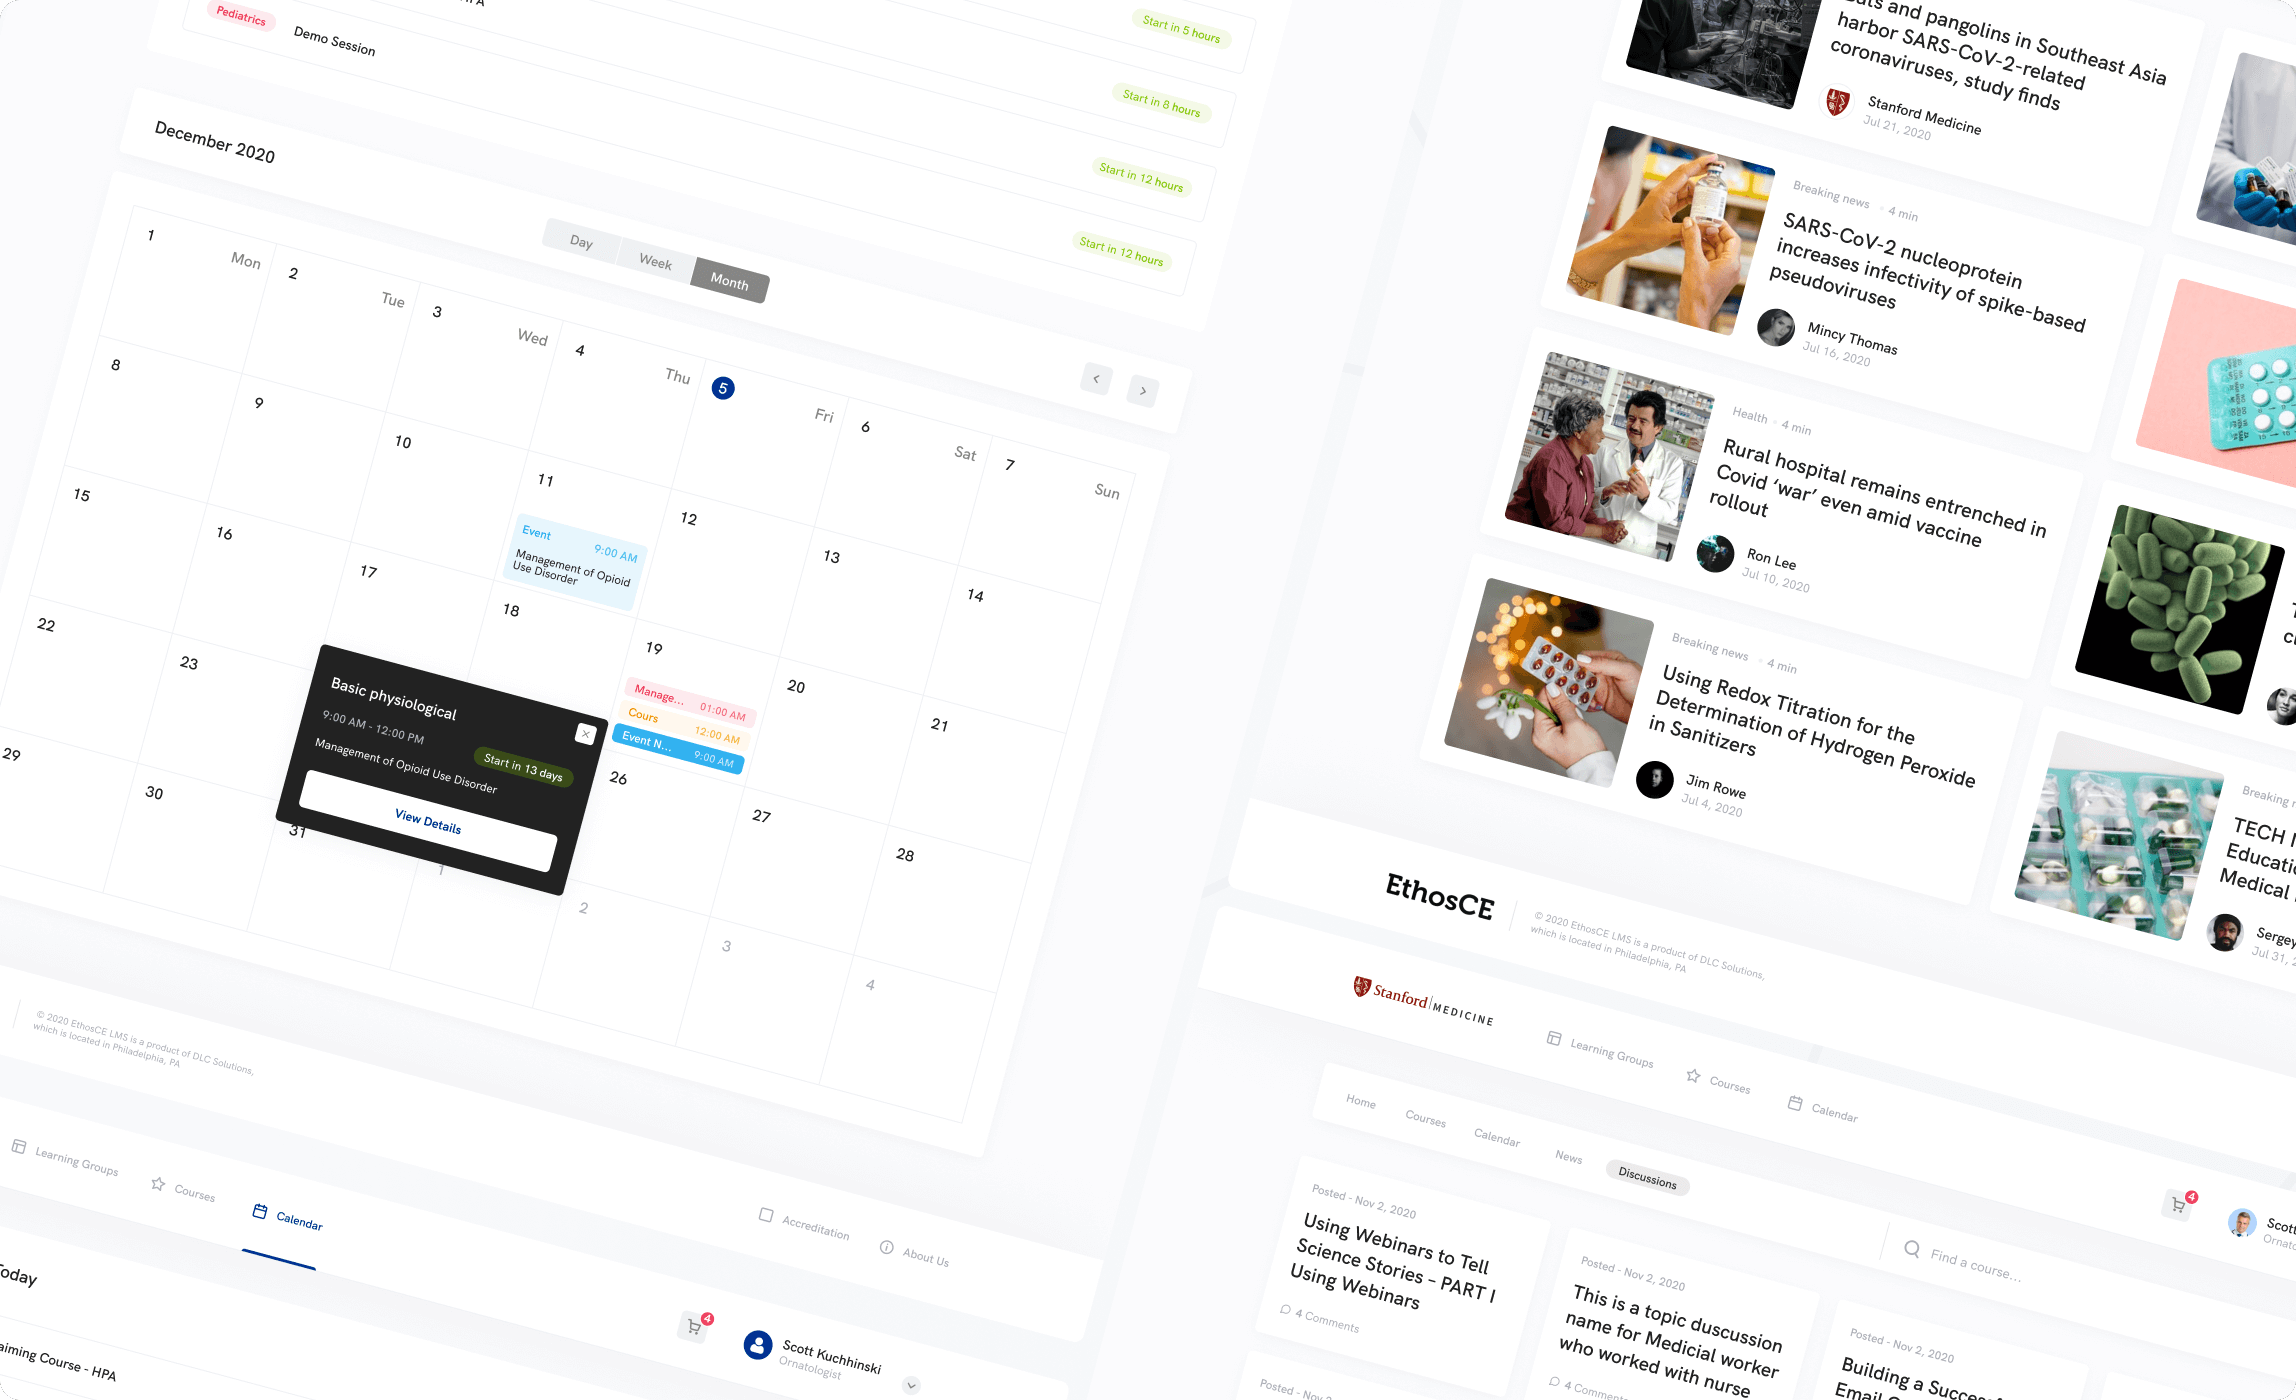 Pediatrics
Demo Session
Start in 5 hours
Start in 8 hours
Start in 12 hours
Start in 12 hours
December 2020
Day
Week
Month
1
Mon
2
Tue
3
Wed
4
Thu
5
Fri
6
Sat
7
Sun
8
9
10
11
Event
9:00 AM
Management of Opioid
Use Disorder
12
13
14
15
16
17
18
19
Manage...
01:00 AM
Cours
12:00 AM
Event N...
9:00 AM
20
21
22
23
Basic physiological
9:00 AM - 12:00 PM
Start in 13 days
Management of Opioid Use Disorder
View Details
26
27
28
29
30
31
1
2
3
4
© 2020 EthosCE LMS is a product of DLC Solutions,
which is located in Philadelphia, PA
Learning Groups
Courses
Calendar
Accreditation
About Us
4
Scott Kuchhinski
Ornatologist
Course - HPA
and pangolins in Southeast Asia
harbor SARS-CoV-2-related
coronaviruses, study finds
Stanford Medicine
Jul 21, 2020
Breaking news
4 min
SARS-CoV-2 nucleoprotein
increases infectivity of spike-based
pseudoviruses
Mincy Thomas
Jul 16, 2020
Health
4 min
Rural hospital remains entrenched in
Covid ‘war’ even amid vaccine
rollout
Ron Lee
Jul 10, 2020
Breaking news
4 min
Using Redox Titration for the
Determination of Hydrogen Peroxide
in Sanitizers
Jim Rowe
Jul 4, 2020
Breaking
TECH
Medical
Sergey
Jul 31,
EthosCE
© 2020 EthosCE LMS is a product of DLC Solutions,
which is located in Philadelphia, PA
Stanford MEDICINE
Learning Groups
Courses
Calendar
4
Home
Courses
Calendar
News
Discussions
Find a course...
Posted - Nov 2, 2020
Using Webinars to Tell
Science Stories - PART I
Using Webinars
4 Comments
Posted - Nov 2, 2020
This is a topic duscussion
name for Medicial worker
who worked with nurse
4 Comments
Posted - Nov 2, 2020
Building a
Email
Posted - Nov 2